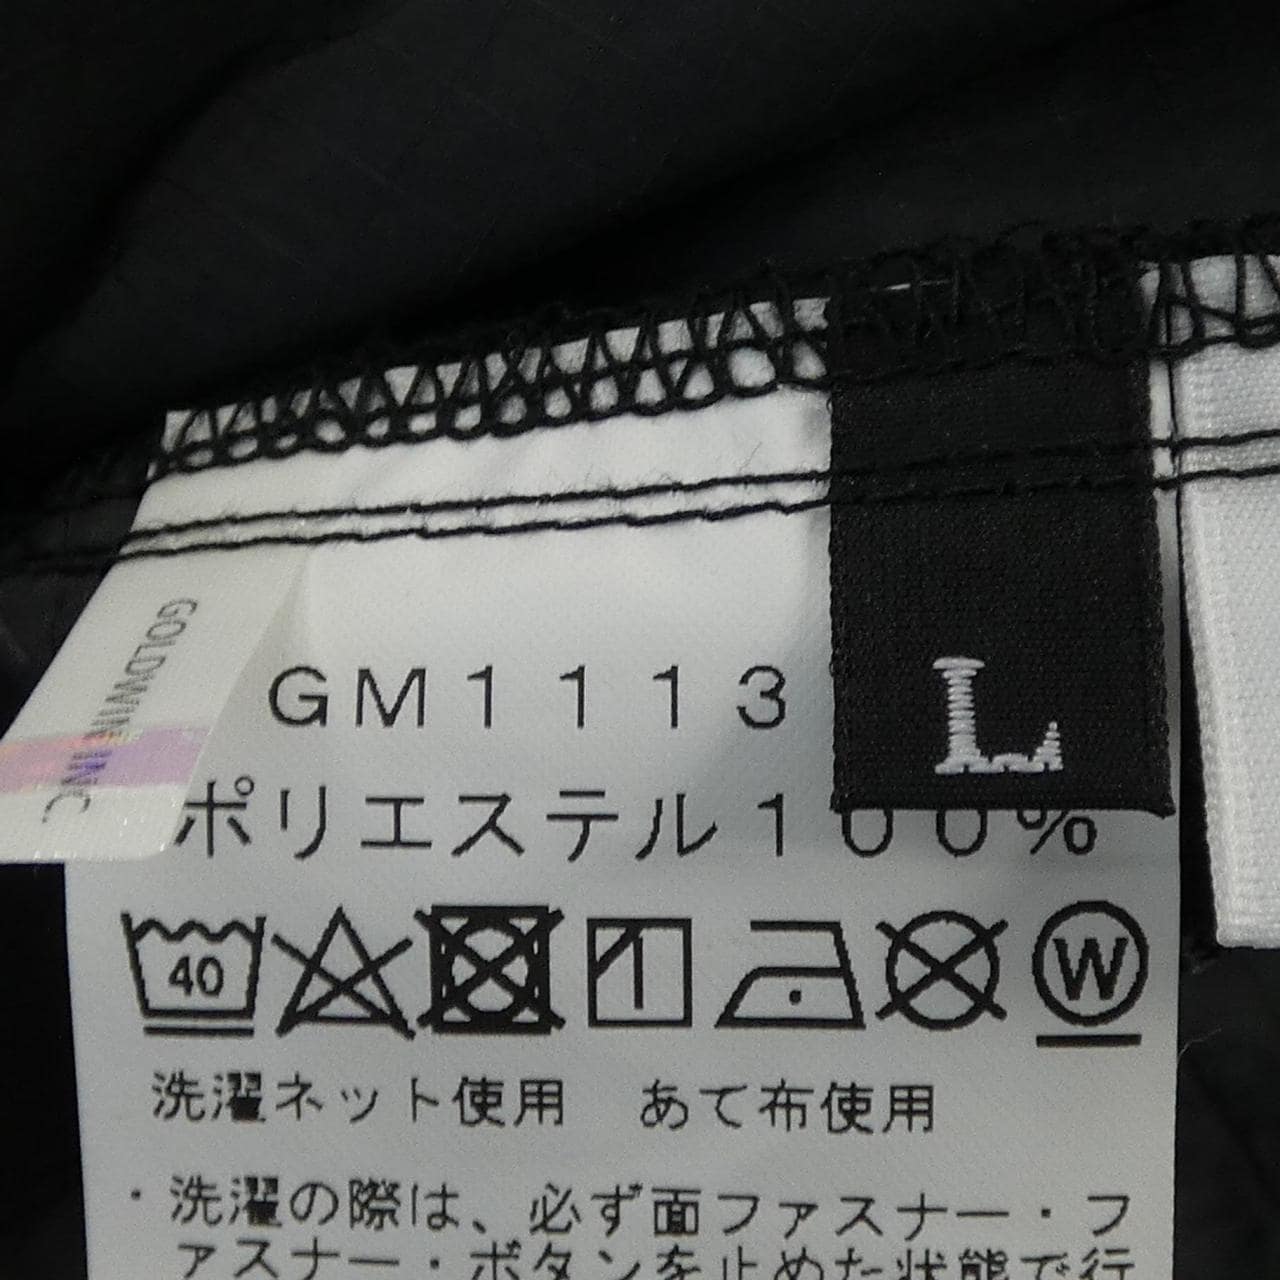 GOLDWIN INC
GM1113
L
ポリエステル100%
40
W
洗濯ネット使用 あて布使用
・洗濯の際は、必ず面ファスナー・フ
ァスナー・ボタンを止めた状態で行